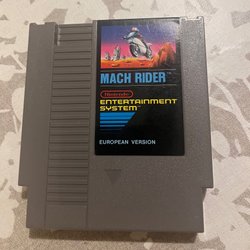 MACH RIDER
Nintendo
ENTERTAINMENT
SYSTEM
EUROPEAN VERSION